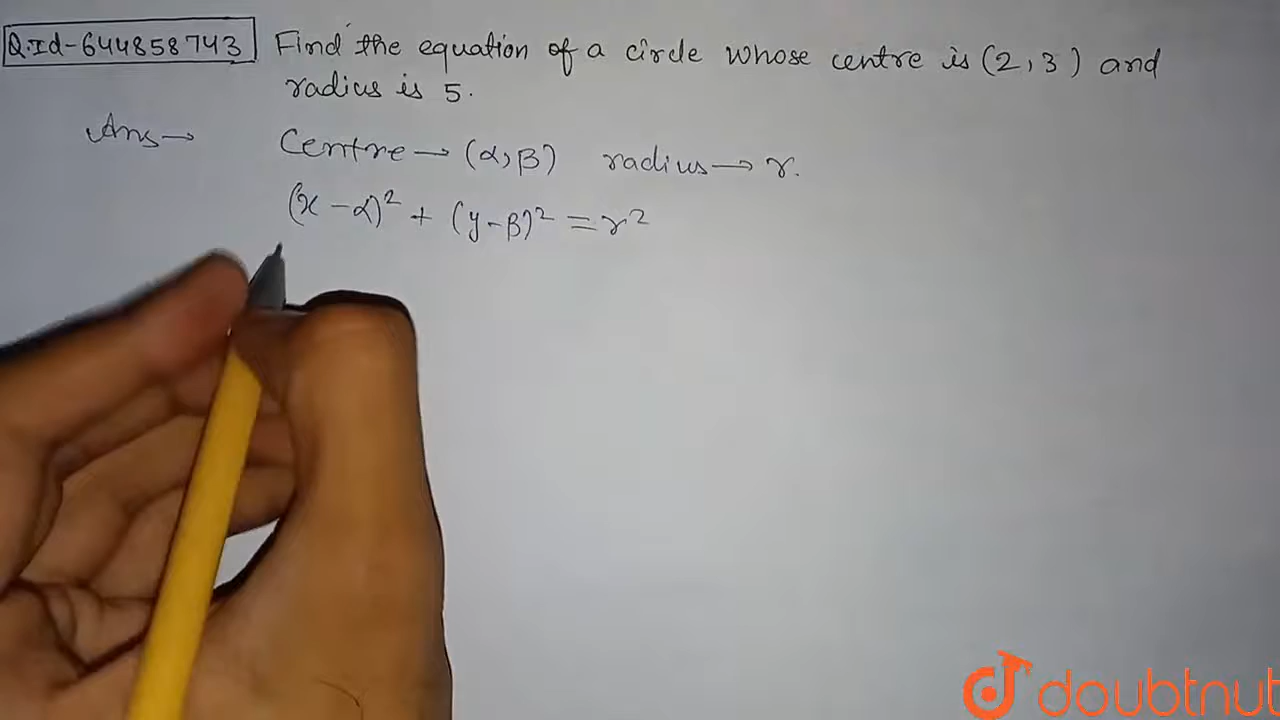 Q.Id-644858743 Find the equation of a circle whose centre is (2,3) and
radius is 5.
Ans→ Centre→(α,β) radius→r.
(x-α)²+(y-β)²=r²
doubtnut